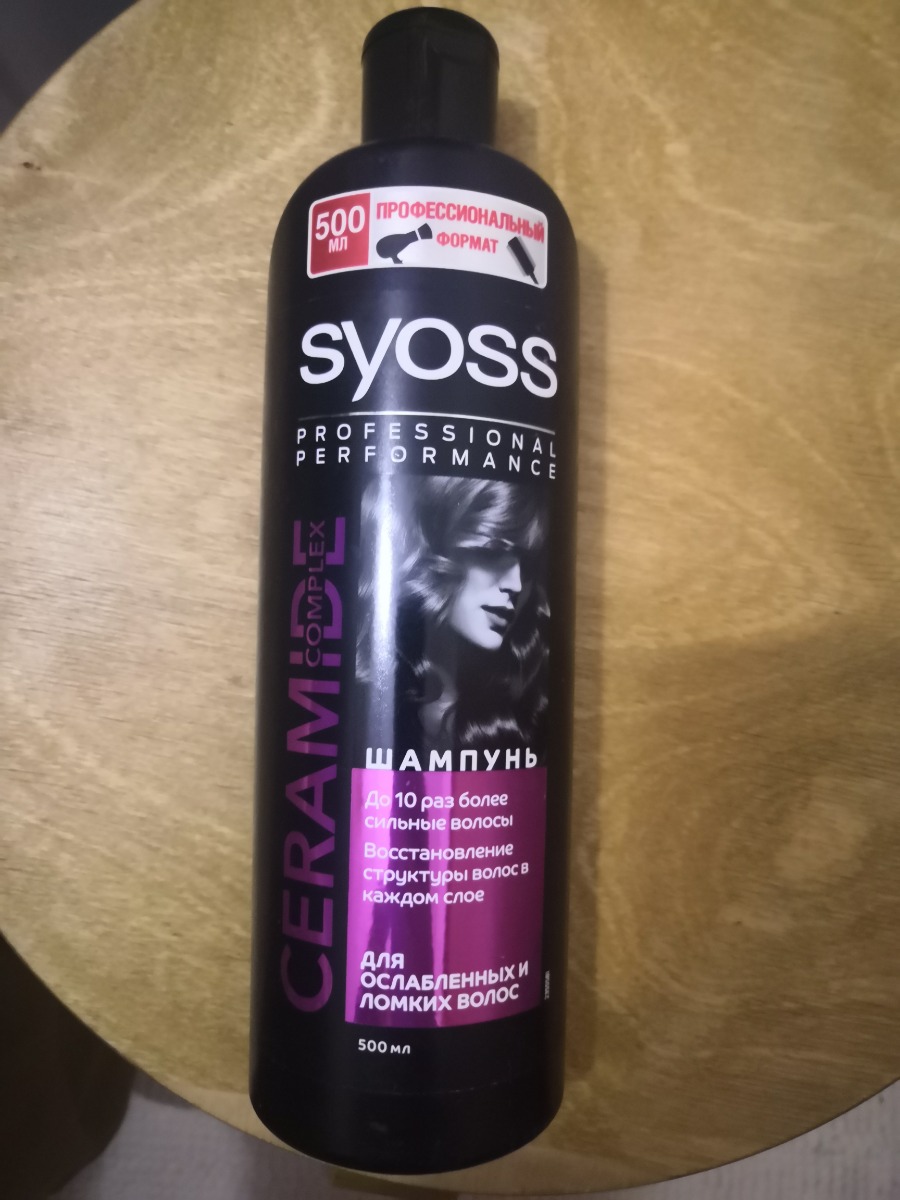 500
МЛ
ПРОФЕССИОНАЛЬНЫЙ
ФОРМАТ
syoss
PROFESSIONAL
PERFORMANCE
CERAMIDE
COMPLEX
ШАМПУНЬ
До 10 раз более
сильные волосы
Восстановление
структуры волос в
каждом слое
ДЛЯ
ОСЛАБЛЕННЫХ И
ЛОМКИХ ВОЛОС
500 мл